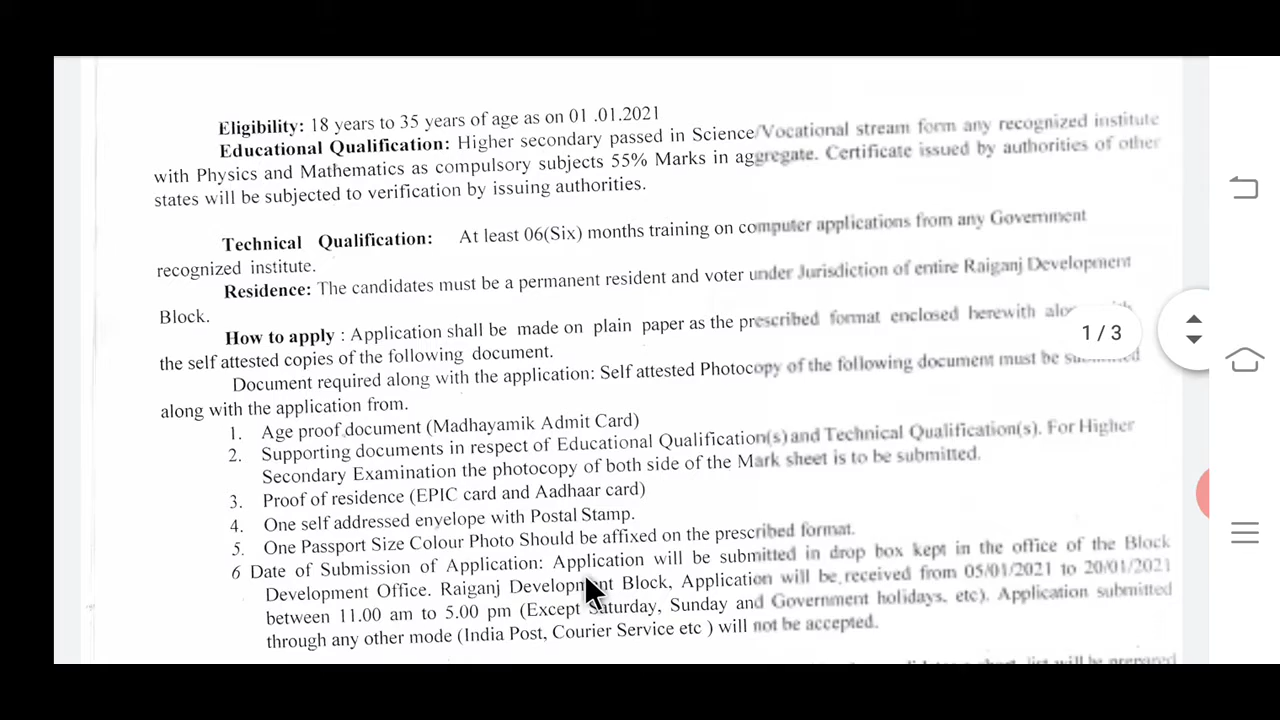 Eligibility: 18 years to 35 years of age as on 01 .01.2021
Educational Qualification: Higher secondary passed in Science/Vocational stream form any recognized institute
with Physics and Mathematics as compulsory subjects 55% Marks in aggregate. Certificate issued by authorities of other
states will be subjected to verification by issuing authorities.
Technical Qualification: At least 06(Six) months training on computer applications from any Government
recognized institute.
Residence: The candidates must be a permanent resident and voter under Jurisdiction of entire Raiganj Development
Block.
How to apply : Application shall be made on plain paper as the prescribed format enclosed herewith
the self attested copies of the following document.
1 / 3
Document required along with the application: Self attested Photocopy of the following document must be
along with the application from.
1. Age proof document (Madhayamik Admit Card)
2. Supporting documents in respect of Educational Qualification(s) and Technical Qualification(s). For Higher
Secondary Examination the photocopy of both side of the Mark sheet is to be submitted.
3. Proof of residence (EPIC card and Aadhaar card)
4. One self addressed envelope with Postal Stamp.
5. One Passport Size Colour Photo Should be affixed on the prescribed format.
6 Date of Submission of Application: Application will be submitted in drop box kept in the office of the Block
Development Office. Raiganj Development Block, Application will be received from 05/01/2021 to 20/01/2021
between 11.00 am to 5.00 pm (Except Saturday, Sunday and Government holidays, etc). Application submitted
through any other mode (India Post, Courier Service etc ) will not be accepted.
list will be prepared